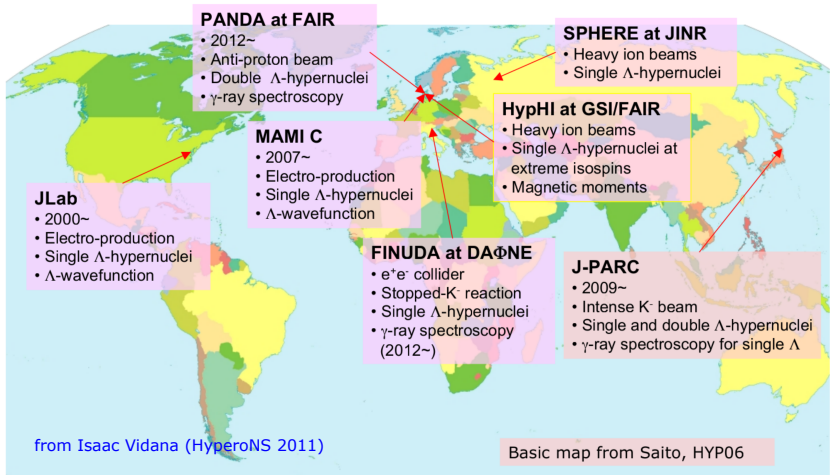 PANDA at FAIR
• 2012~
• Anti-proton beam
• Double Λ-hypernuclei
• γ-ray spectroscopy
SPHERE at JINR
• Heavy ion beams
• Single Λ-hypernuclei
HypHI at GSI/FAIR
• Heavy ion beams
• Single Λ-hypernuclei at
extreme isospins
• Magnetic moments
MAMI C
• 2007~
• Electro-production
• Single Λ-hypernuclei
• Λ-wavefunction
JLab
• 2000~
• Electro-production
• Single Λ-hypernuclei
• Λ-wavefunction
FINUDA at DAΦNE
• e⁺e⁻ collider
• Stopped-K⁻ reaction
• Single Λ-hypernuclei
• γ-ray spectroscopy
(2012~)
J-PARC
• 2009~
• Intense K⁻ beam
• Single and double Λ-hypernuclei
• γ-ray spectroscopy for single Λ
from Isaac Vidana (HyperoNS 2011)
Basic map from Saito, HYP06